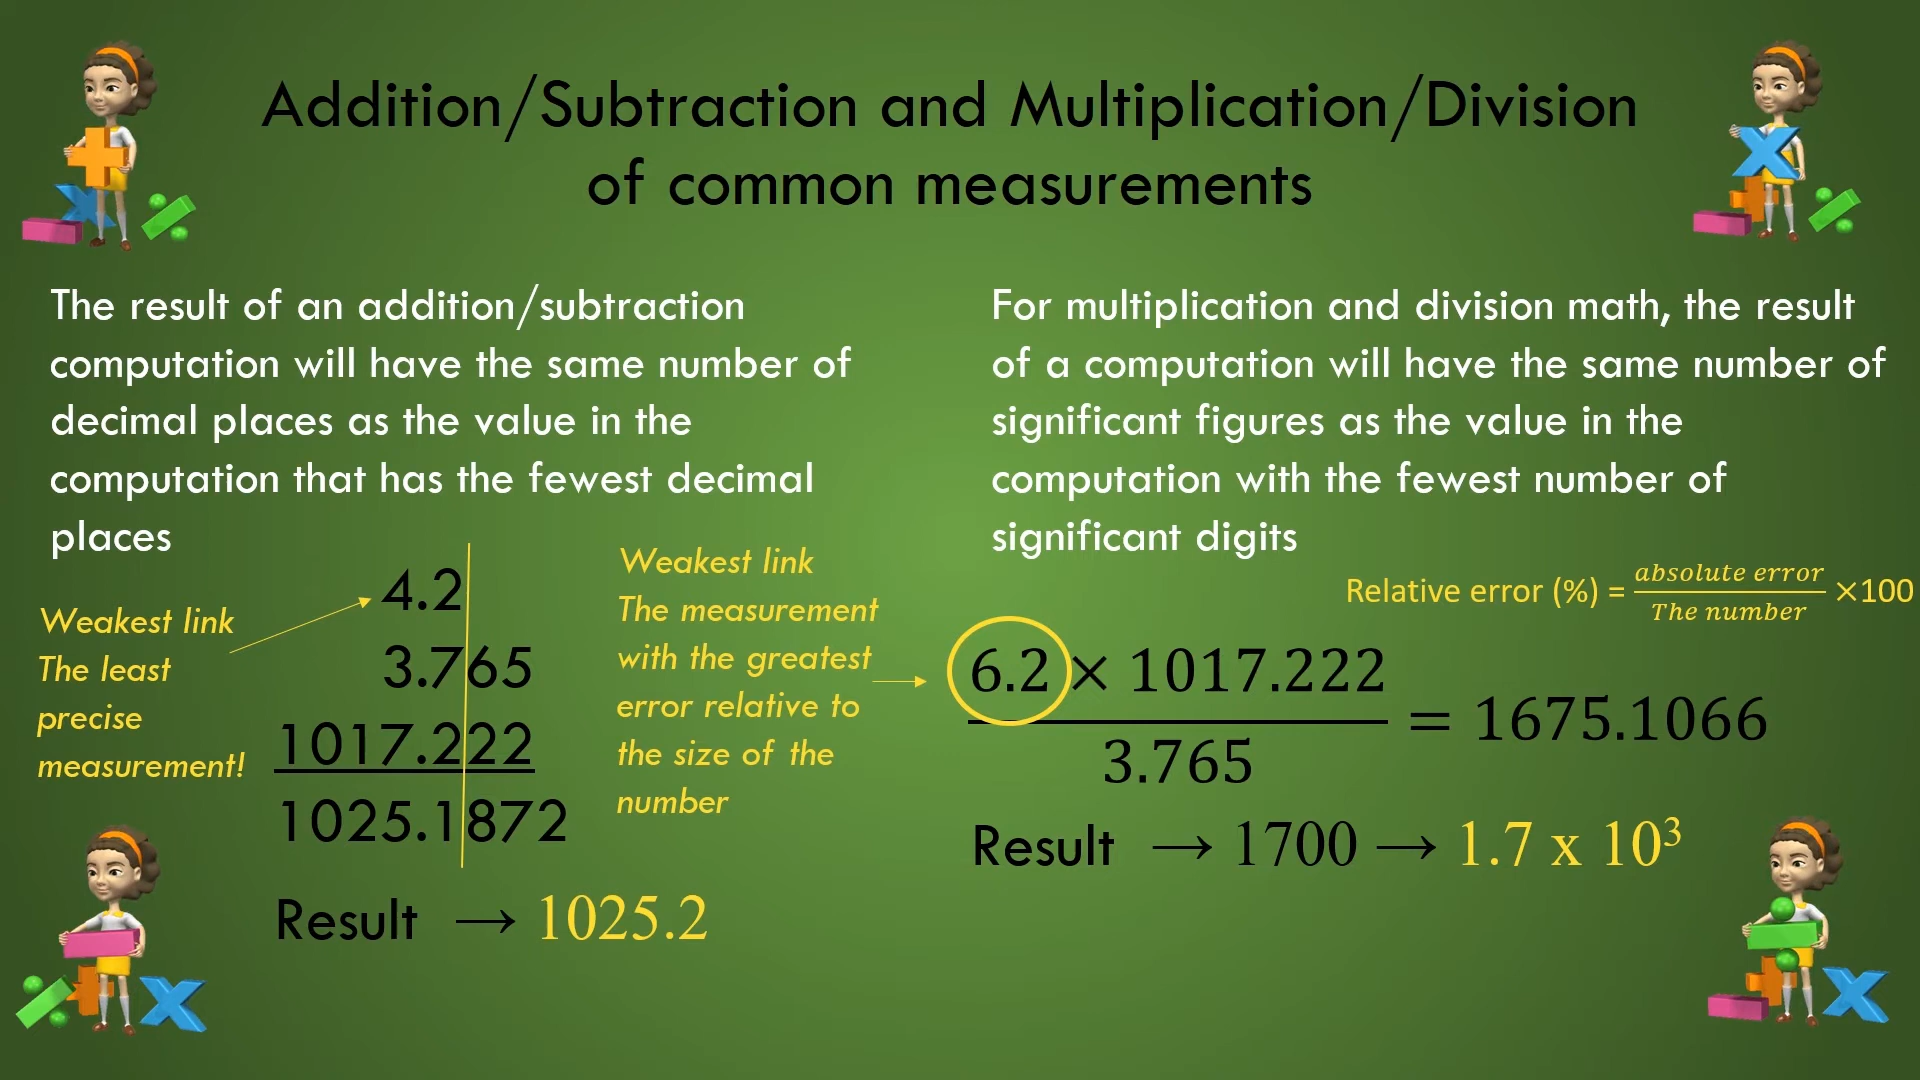 Addition/Subtraction and Multiplication/Division
of common measurements
The result of an addition/subtraction
computation will have the same number of
decimal places as the value in the
computation that has the fewest decimal
places
Weakest link
The least
precise
measurement!
4.2
3.765
1017.222
1025.1872
Result → 1025.2
For multiplication and division math, the result
of a computation will have the same number of
significant figures as the value in the
computation with the fewest number of
significant digits
Relative error (%) = absolute error / The number ×100
Weakest link
The measurement
with the greatest
error relative to
the size of the
number
6.2 × 1017.222
3.765
= 1675.1066
Result → 1700 → 1.7 x 10³